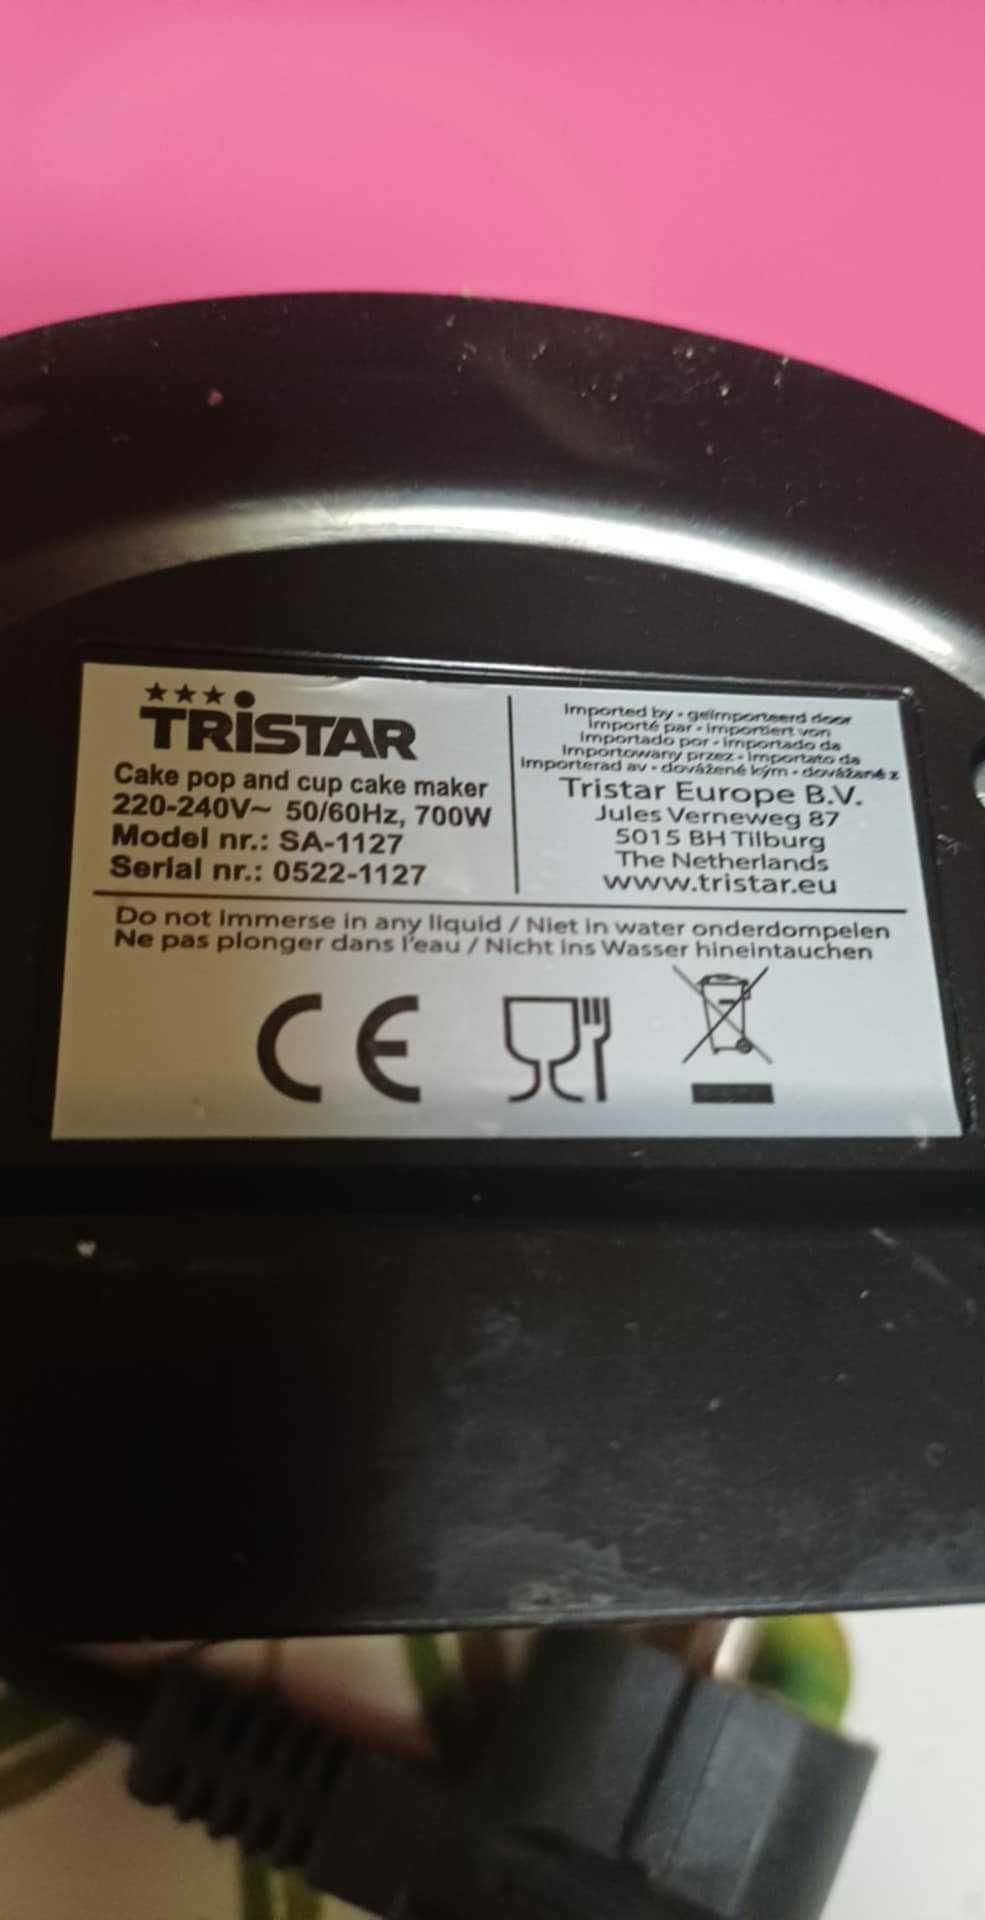 TRiSTAR
Cake pop and cup cake maker
220-240V~ 50/60Hz, 700W
Model nr.: SA-1127
Serial nr.: 0522-1127
Imported by - geïmporteerd door
Importé par - importiert von
Importado por - importado da
Importowany przez - importato da
Importerad av - dovážené kým - dovážané z
Tristar Europe B.V.
Jules Verneweg 87
5015 BH Tilburg
The Netherlands
www.tristar.eu
Do not immerse in any liquid / Niet in water onderdompelen
Ne pas plonger dans l'eau / Nicht ins Wasser hineintauchen
CE